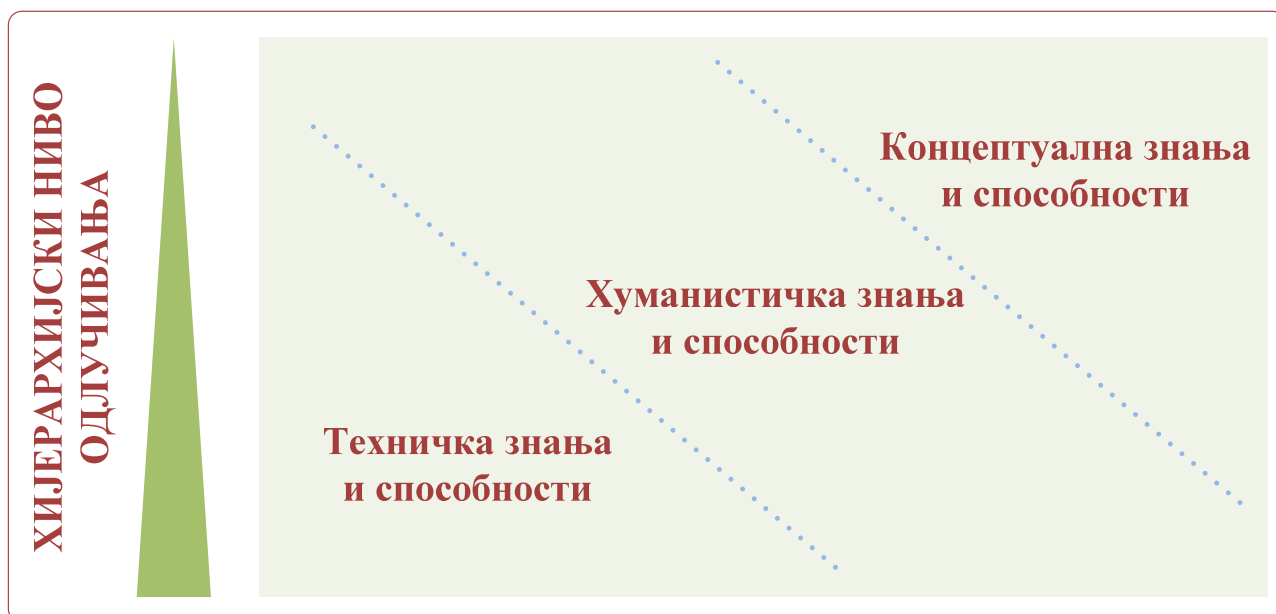 ХИЈЕРАРХИЈСКИ НИВО
ОДЛУЧИВАЊА
Концептуална знања
и способности
Хуманистичка знања
и способности
Техничка знања
и способности